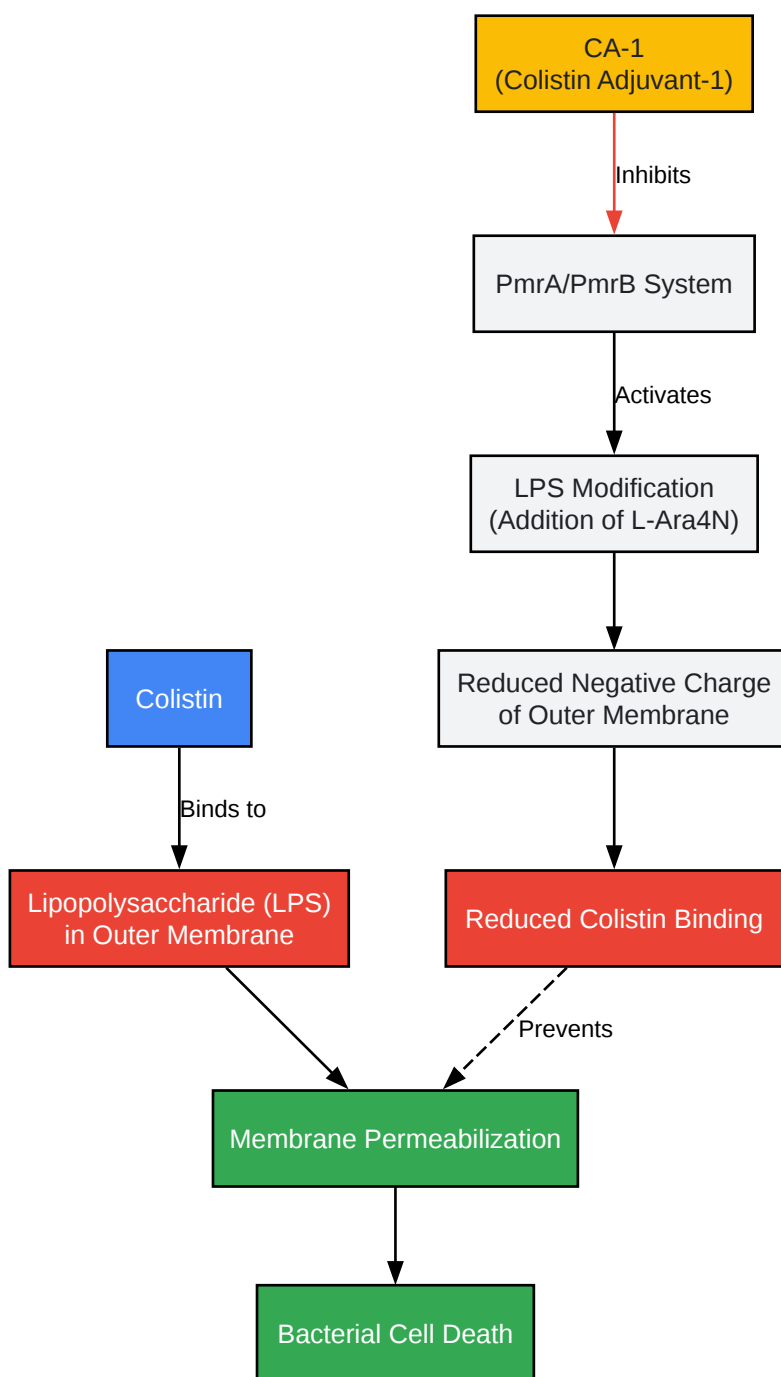 CA-1
(Colistin Adjuvant-1)
Inhibits
PmrA/PmrB System
Activates
LPS Modification
(Addition of L-Ara4N)
Colistin
Reduced Negative Charge
of Outer Membrane
Binds to
Lipopolysaccharide (LPS)
in Outer Membrane
Reduced Colistin Binding
Prevents
Membrane Permeabilization
Bacterial Cell Death